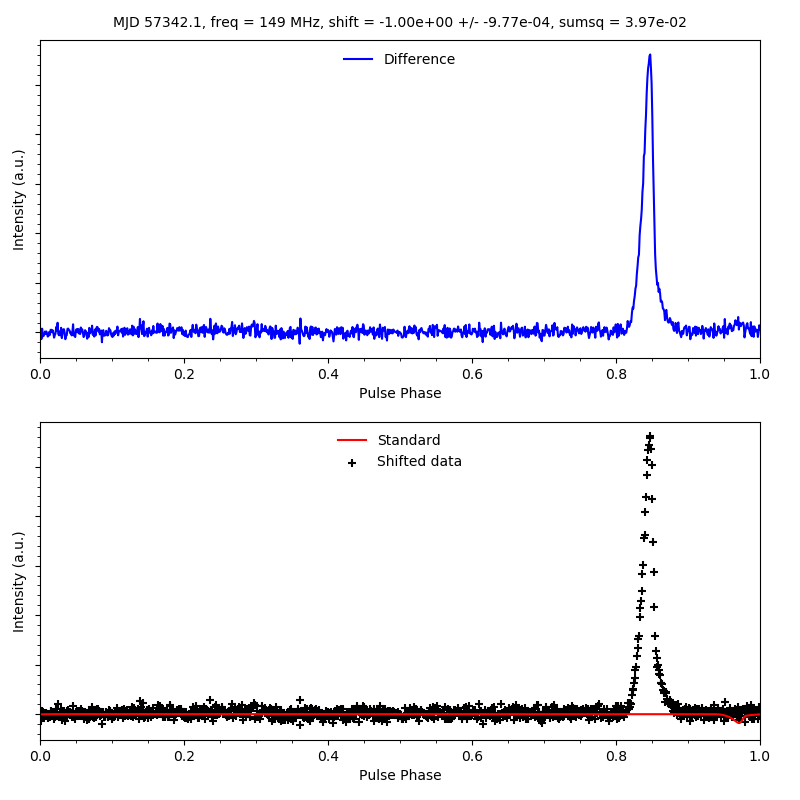 MJD 57342.1, freq = 149 MHz, shift = -1.00e+00 +/- -9.77e-04, sumsq = 3.97e-02
Difference
Intensity (a.u.)
0.0 0.2 0.4 0.6 0.8 1.0
Pulse Phase
Standard
Shifted data
Intensity (a.u.)
0.0 0.2 0.4 0.6 0.8 1.0
Pulse Phase